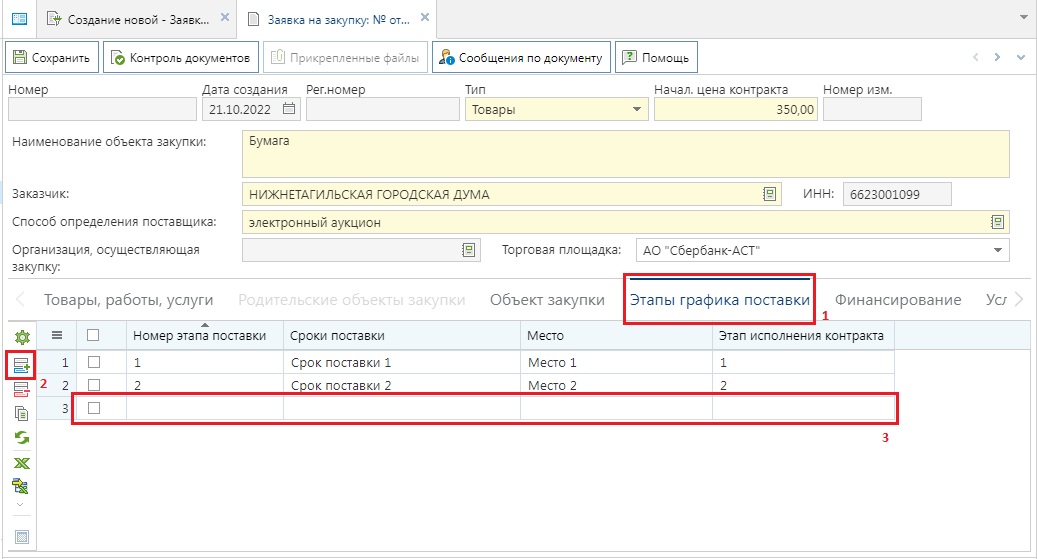 Создание новой - Заявк... Заявка на закупку: № от...
Сохранить Контроль документов Прикрепленные файлы Сообщения по документу Помощь
Номер Дата создания Рег.номер Тип Начал. цена контракта Номер изм.
21.10.2022 Товары 350,00
Наименование объекта закупки: Бумага
Заказчик: НИЖНЕТАГИЛЬСКАЯ ГОРОДСКАЯ ДУМА ИНН: 6623001099
Способ определения поставщика: электронный аукцион
Организация, осуществляющая закупку: Торговая площадка: АО "Сбербанк-АСТ"
Товары, работы, услуги Родительские объекты закупки Объект закупки Этапы графика поставки Финансирование Усл
1
Номер этапа поставки Сроки поставки Место Этап исполнения контракта
1 1 Срок поставки 1 Место 1 1
2
2 2 Срок поставки 2 Место 2 2
3
3